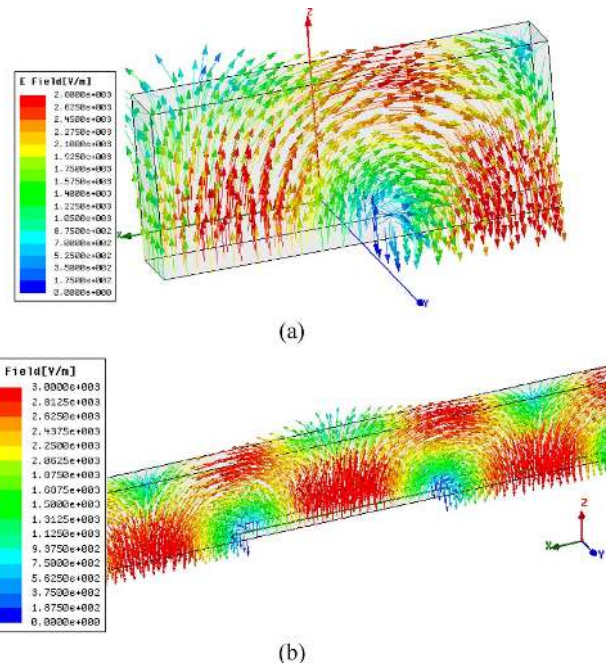 Z
E Field[V/m]
2.8000e+003
2.6250e+003
2.4500e+003
2.2750e+003
2.1000e+003
1.9250e+003
1.7500e+003
1.5750e+003
1.4000e+003
1.2250e+003
1.0500e+003
8.7500e+002
7.0000e+002
5.2500e+002
3.5000e+002
1.7500e+002
0.0000e+000
X
Y
(a)
Field[V/m]
3.0000e+003
2.8125e+003
2.6250e+003
2.4375e+003
2.2500e+003
2.0625e+003
1.8750e+003
1.6875e+003
1.5000e+003
1.3125e+003
1.1250e+003
9.3750e+002
7.5000e+002
5.6250e+002
3.7500e+002
1.8750e+002
0.0000e+000
Z
X
Y
(b)